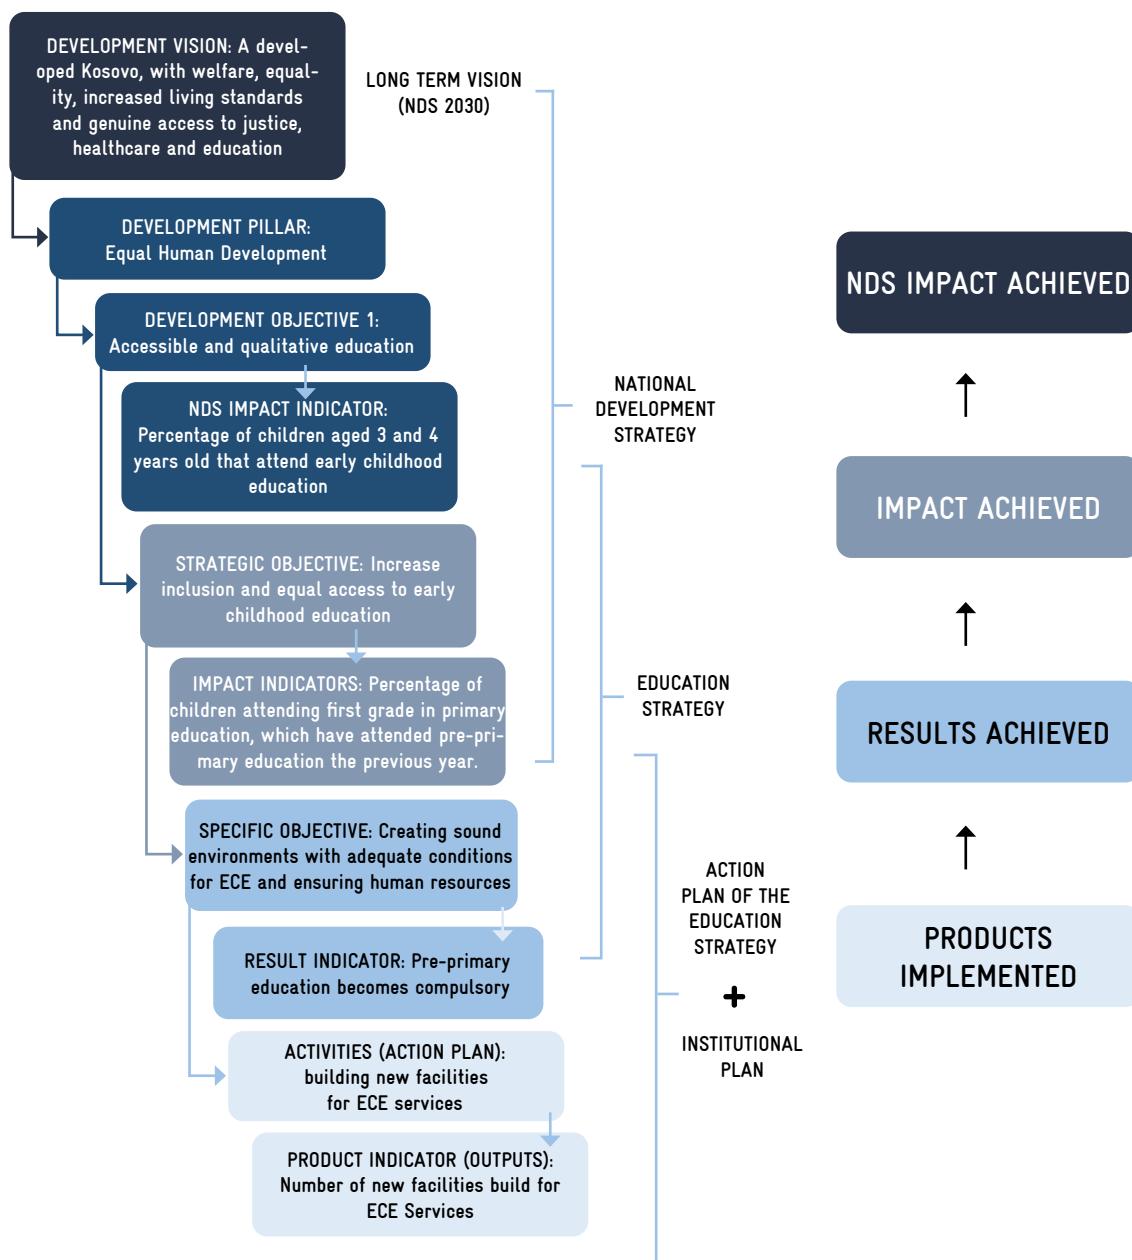 DEVELOPMENT VISION: A devel-
oped Kosovo, with welfare, equal-
ity, increased living standards
and genuine access to justice,
healthcare and education
LONG TERM VISION
(NDS 2030)
DEVELOPMENT PILLAR:
Equal Human Development
DEVELOPMENT OBJECTIVE 1:
Accessible and qualitative education
NDS IMPACT INDICATOR:
Percentage of children aged 3 and 4
years old that attend early childhood
education
STRATEGIC OBJECTIVE: Increase
inclusion and equal access to early
childhood education
IMPACT INDICATORS: Percentage of
children attending first grade in primary
education, which have attended pre-pri-
mary education the previous year.
SPECIFIC OBJECTIVE: Creating sound
environments with adequate conditions
for ECE and ensuring human resources
RESULT INDICATOR: Pre-primary
education becomes compulsory
ACTIVITIES (ACTION PLAN):
building new facilities
for ECE services
PRODUCT INDICATOR (OUTPUTS):
Number of new facilities build for
ECE Services
NATIONAL
DEVELOPMENT
STRATEGY
EDUCATION
STRATEGY
ACTION
PLAN OF THE
EDUCATION
STRATEGY
+
INSTITUTIONAL
PLAN
NDS IMPACT ACHIEVED
IMPACT ACHIEVED
RESULTS ACHIEVED
PRODUCTS
IMPLEMENTED